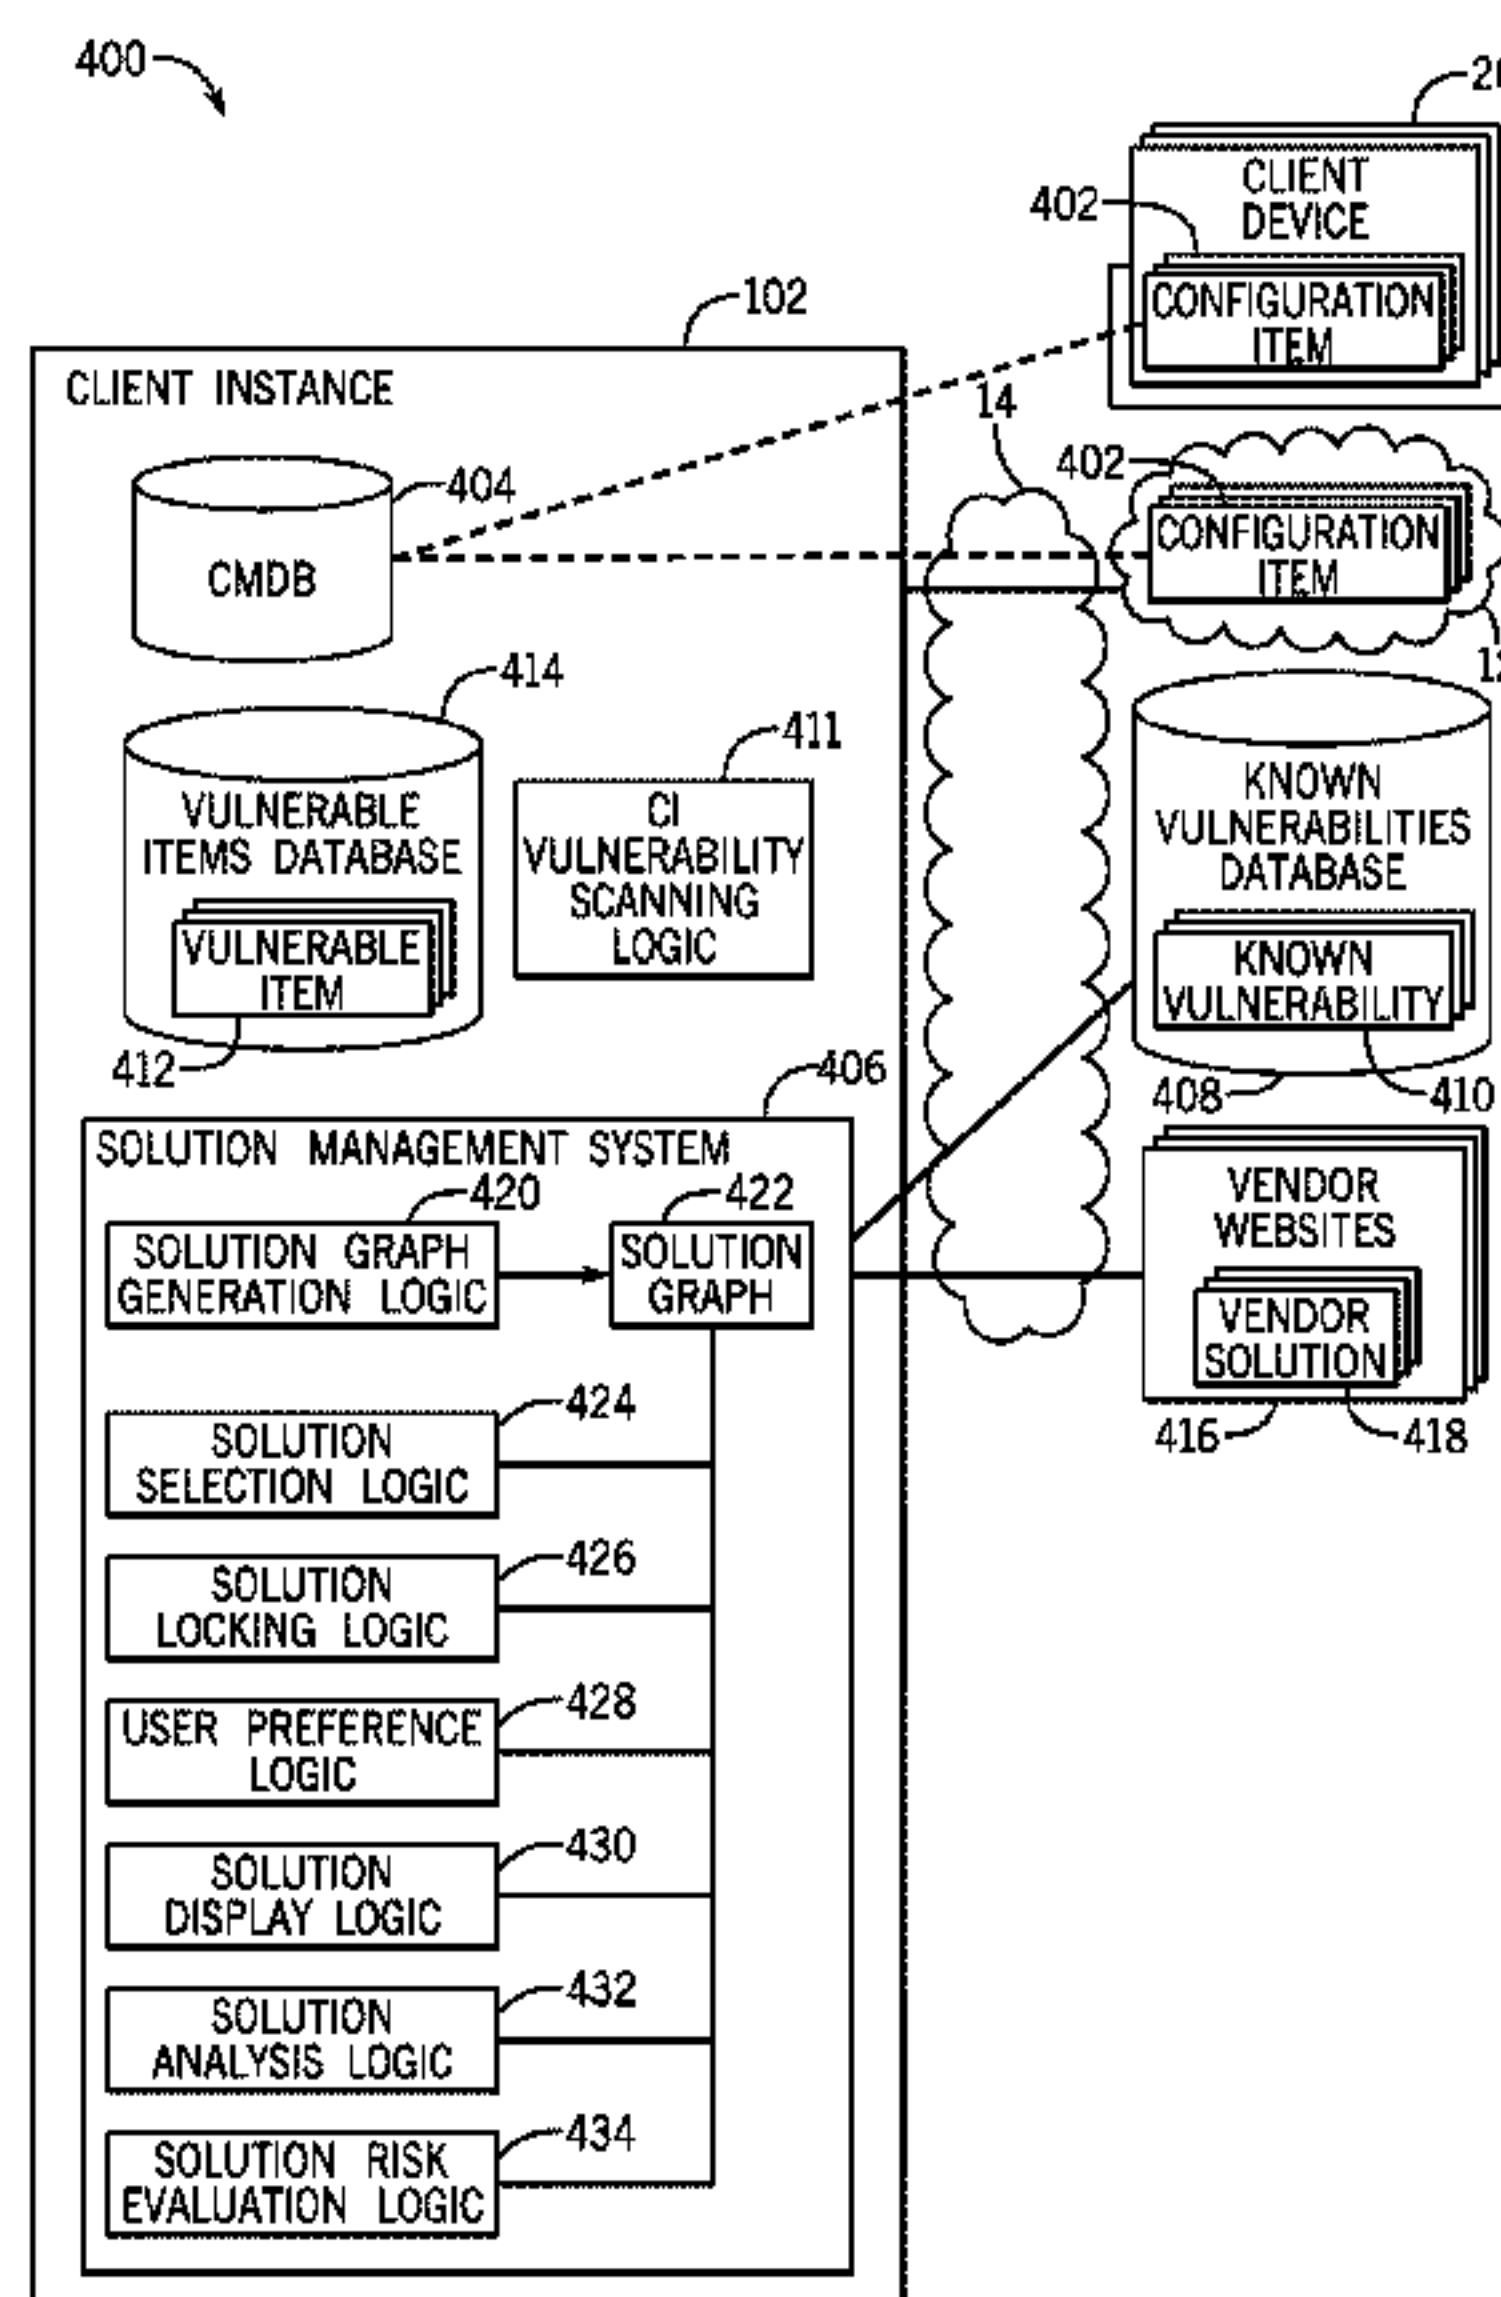 400
402
CLIENT
DEVICE
CONFIGURATION
ITEM
102
CLIENT INSTANCE
14
404
CMDB
402
CONFIGURATION
ITEM
414
VULNERABLE
ITEMS DATABASE
VULNERABLE
ITEM
412
411
CI
VULNERABILITY
SCANNING
LOGIC
KNOWN
VULNERABILITIES
DATABASE
KNOWN
VULNERABILITY
408
410
406
SOLUTION MANAGEMENT SYSTEM
420
SOLUTION GRAPH
GENERATION LOGIC
422
SOLUTION
GRAPH
VENDOR
WEBSITES
VENDOR
SOLUTION
416
418
424
SOLUTION
SELECTION LOGIC
426
SOLUTION
LOCKING LOGIC
428
USER PREFERENCE
LOGIC
430
SOLUTION
DISPLAY LOGIC
432
SOLUTION
ANALYSIS LOGIC
434
SOLUTION RISK
EVALUATION LOGIC